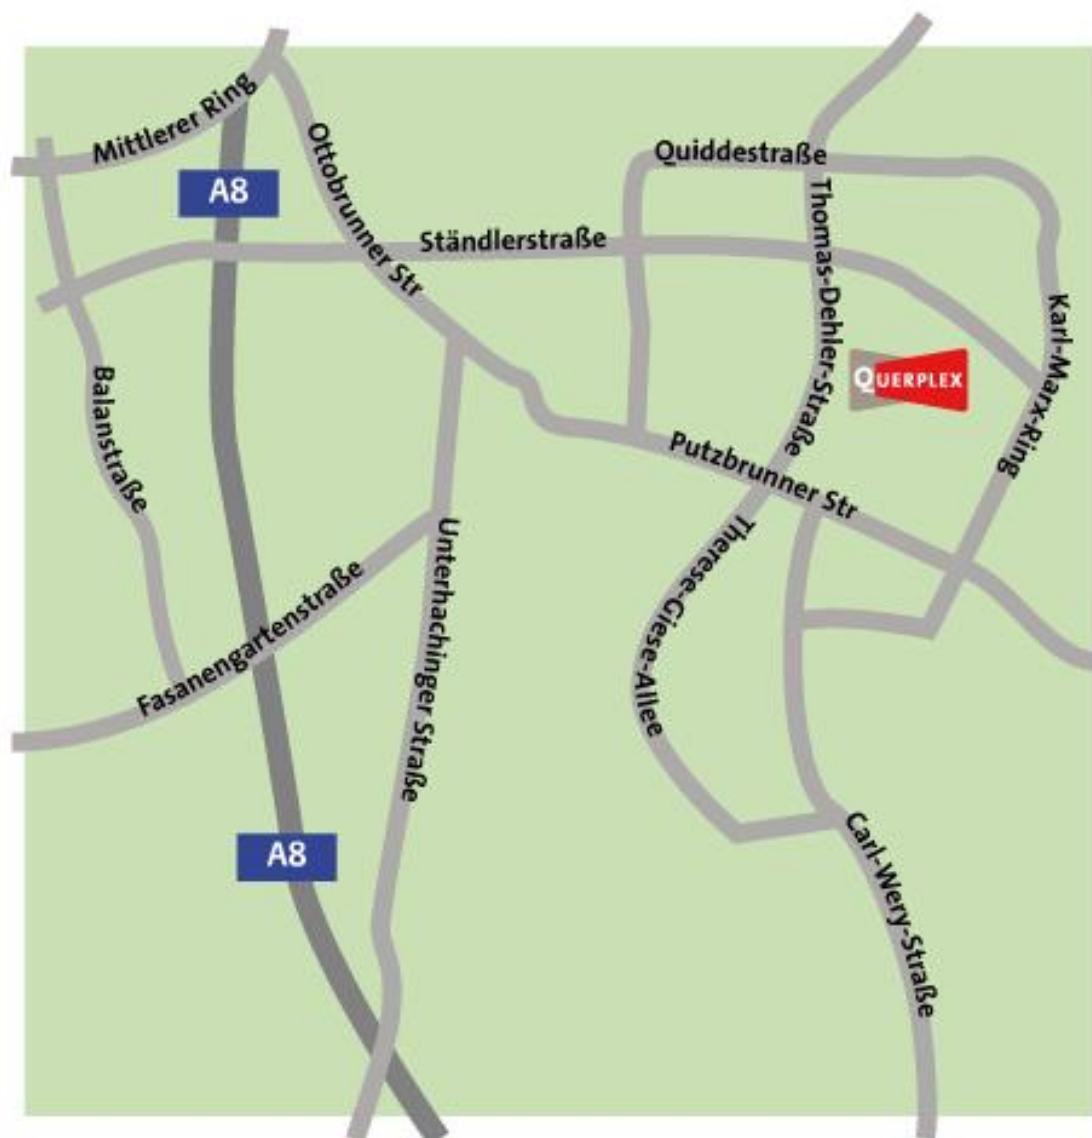 Mittlerer Ring
A8
Ottobrunner Str
Quiddestraße
Ständlerstraße
Thomas-Dehler-Straße
Karl-Marx-Ring
QUERPLEX
Balanstraße
Putzbrunner Str
Unterhachinger Straße
Therese-Giese-Allee
Fasanengartenstraße
A8
Carl-Wery-Straße